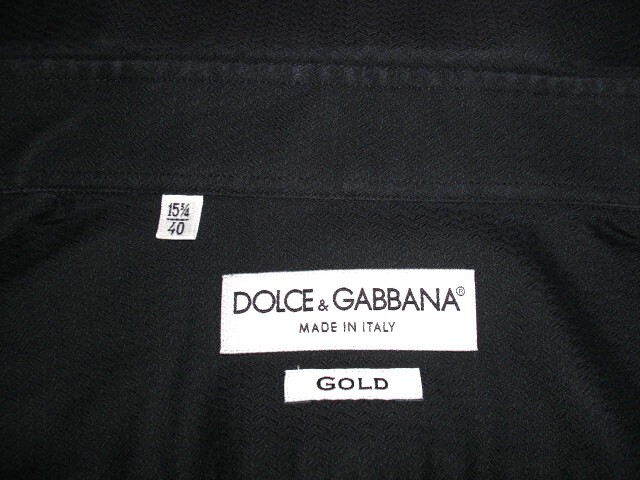 15¾
40
DOLCE & GABBANA®
MADE IN ITALY
GOLD